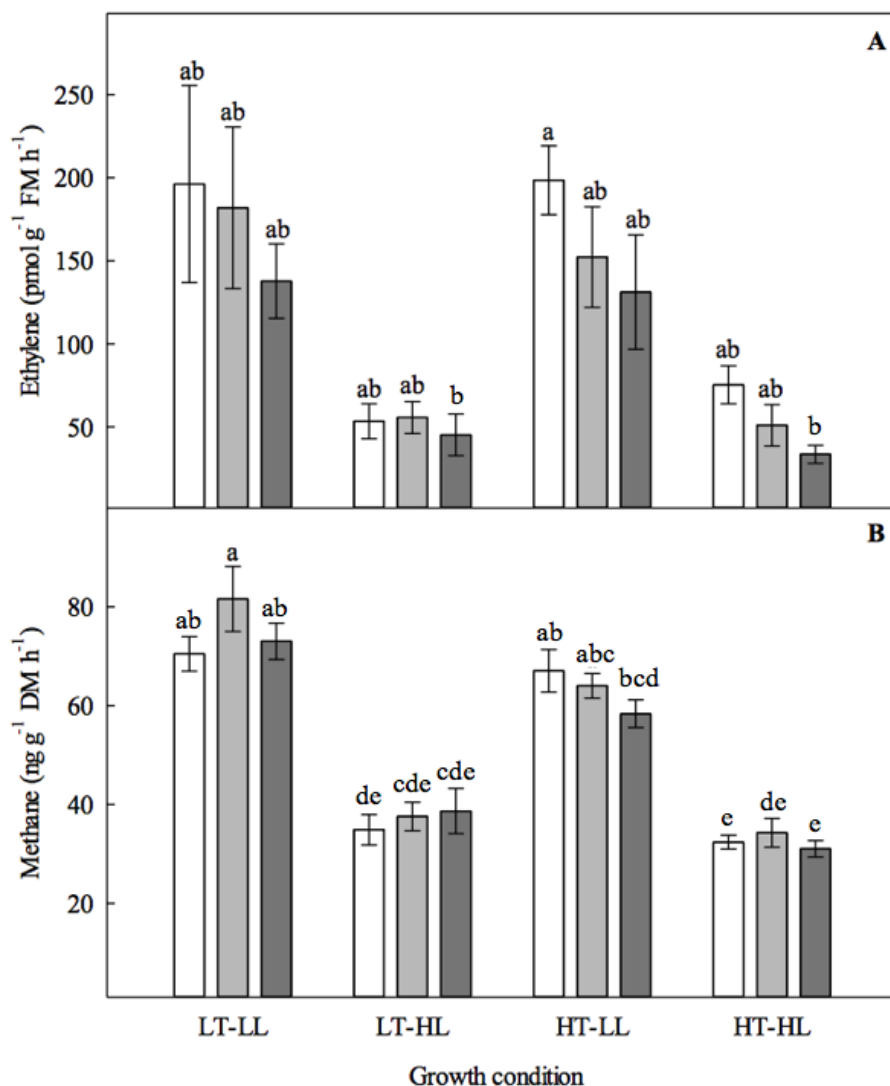 A
Ethylene (pmol g⁻¹ FM h⁻¹)
250
200
150
100
50
ab ab ab
ab ab b
a ab ab
ab ab b
B
Methane (ng g⁻¹ DM h⁻¹)
80
60
40
20
ab a ab
de cde cde
ab abc bcd
e de e
LT-LL LT-HL HT-LL HT-HL
Growth condition